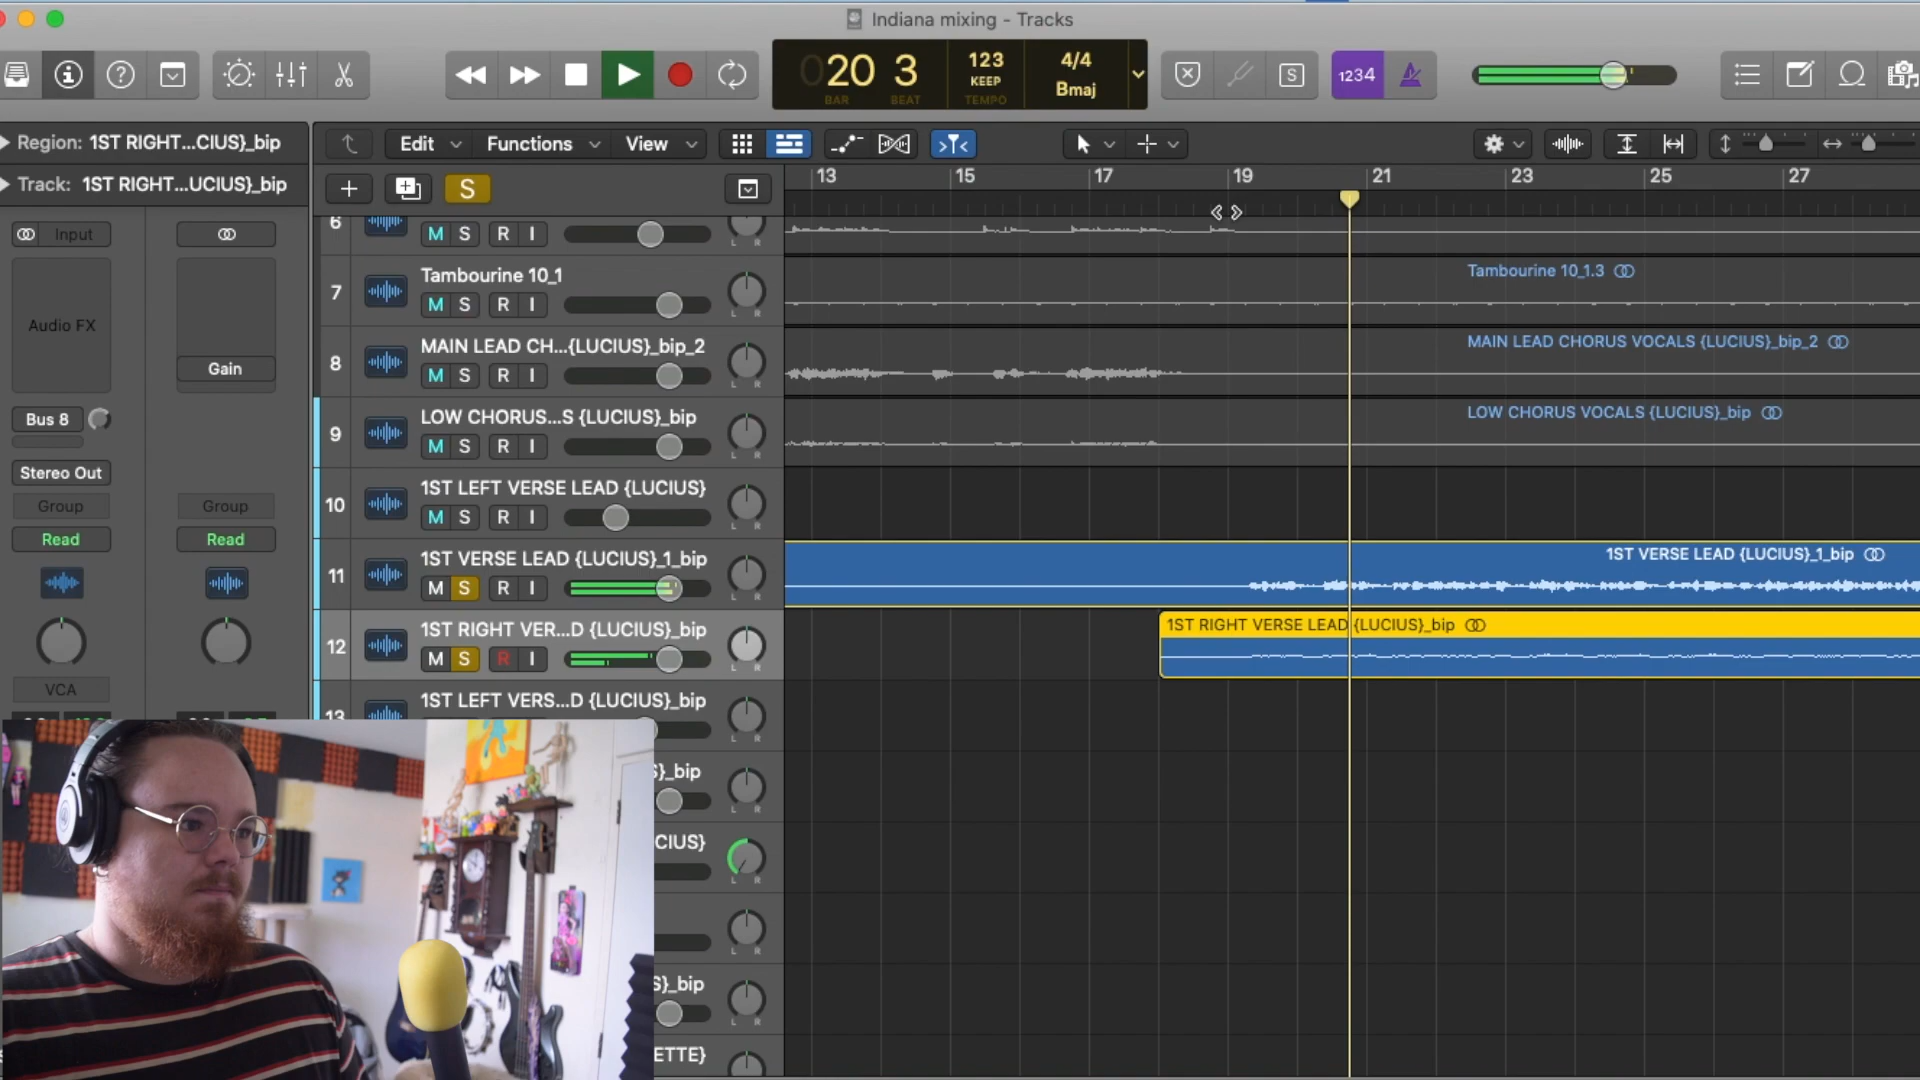 Indiana mixing - Tracks
20 3
BAR BEAT
123
KEEP
TEMPO
4/4
Bmaj
S
1234
Region: 1ST RIGHT...CIUS}_bip
Edit
Functions
View
Track: 1ST RIGHT...UCIUS}_bip
S
13
15
17
19
21
23
25
27
Input
Audio FX
Gain
Bus 8
Stereo Out
Group
Group
Read
Read
VCA
6
M S R I
L R
7
Tambourine 10_1
M S R I
L R
Tambourine 10_1.3
8
MAIN LEAD CH...{LUCIUS}_bip_2
M S R I
L R
MAIN LEAD CHORUS VOCALS {LUCIUS}_bip_2
9
LOW CHORUS...S {LUCIUS}_bip
M S R I
L R
LOW CHORUS VOCALS {LUCIUS}_bip
10
1ST LEFT VERSE LEAD {LUCIUS}
M S R I
L R
11
1ST VERSE LEAD {LUCIUS}_1_bip
M S R I
L R
1ST VERSE LEAD {LUCIUS}_1_bip
12
1ST RIGHT VER...D {LUCIUS}_bip
M S R I
L R
1ST RIGHT VERSE LEAD {LUCIUS}_bip
13
1ST LEFT VERS...D {LUCIUS}_bip
L R
S}_bip
L R
CIUS}
L R
L R
S}_bip
L R
ETTE}